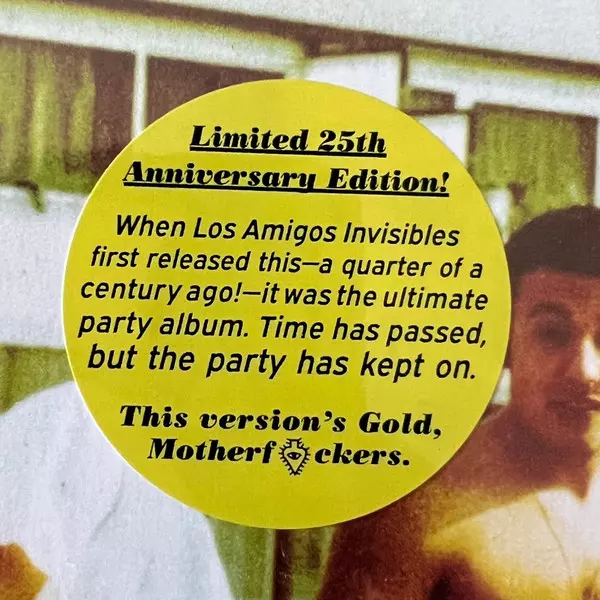 Limited 25th
Anniversary Edition!
When Los Amigos Invisibles
first released this—a quarter of a
century ago!—it was the ultimate
party album. Time has passed,
but the party has kept on.
This version's Gold,
Motherf ckers.